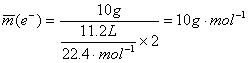 m̅(e⁻) = 10g / (11.2L / 22.4·mol⁻¹ × 2) = 10g·mol⁻¹